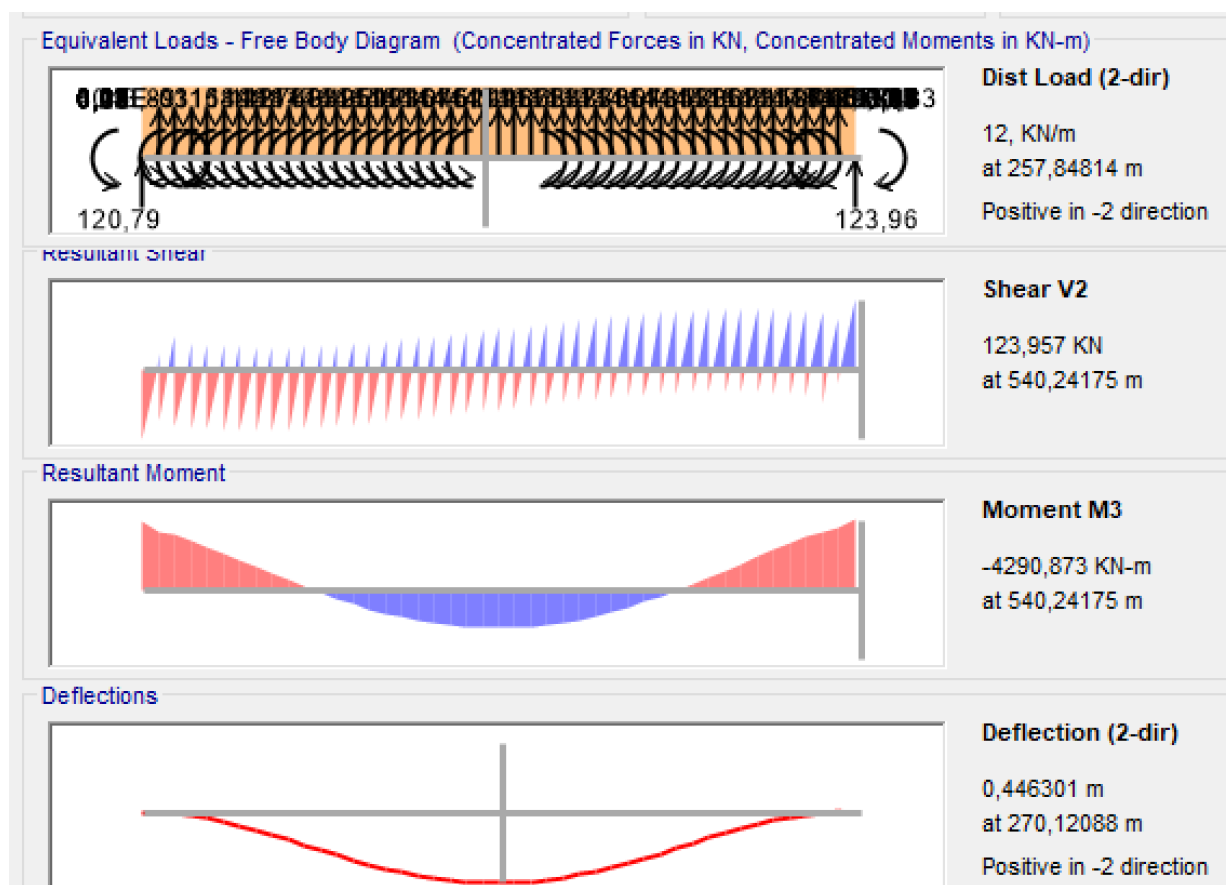 Equivalent Loads - Free Body Diagram (Concentrated Forces in KN, Concentrated Moments in KN-m)
Dist Load (2-dir)
12, KN/m
at 257,84814 m
Positive in -2 direction
120,79
123,96
Resultant Shear
Shear V2
123,957 KN
at 540,24175 m
Resultant Moment
Moment M3
-4290,873 KN-m
at 540,24175 m
Deflections
Deflection (2-dir)
0,446301 m
at 270,12088 m
Positive in -2 direction